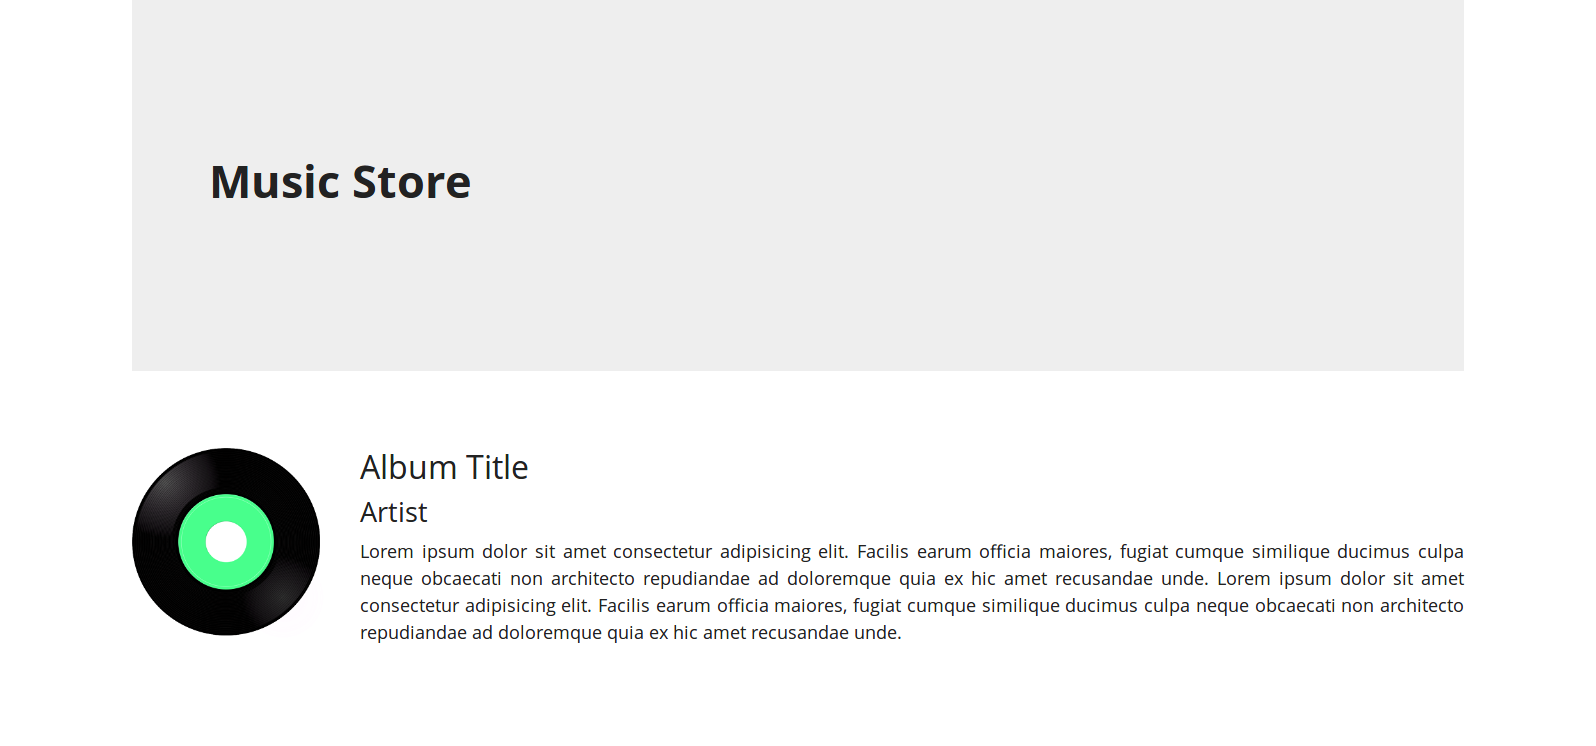 Music Store
Album Title
Artist
Lorem ipsum dolor sit amet consectetur adipisicing elit. Facilis earum officia maiores, fugiat cumque similique ducimus culpa
neque obcaecati non architecto repudiandae ad doloremque quia ex hic amet recusandae unde. Lorem ipsum dolor sit amet
consectetur adipisicing elit. Facilis earum officia maiores, fugiat cumque similique ducimus culpa neque obcaecati non architecto
repudiandae ad doloremque quia ex hic amet recusandae unde.